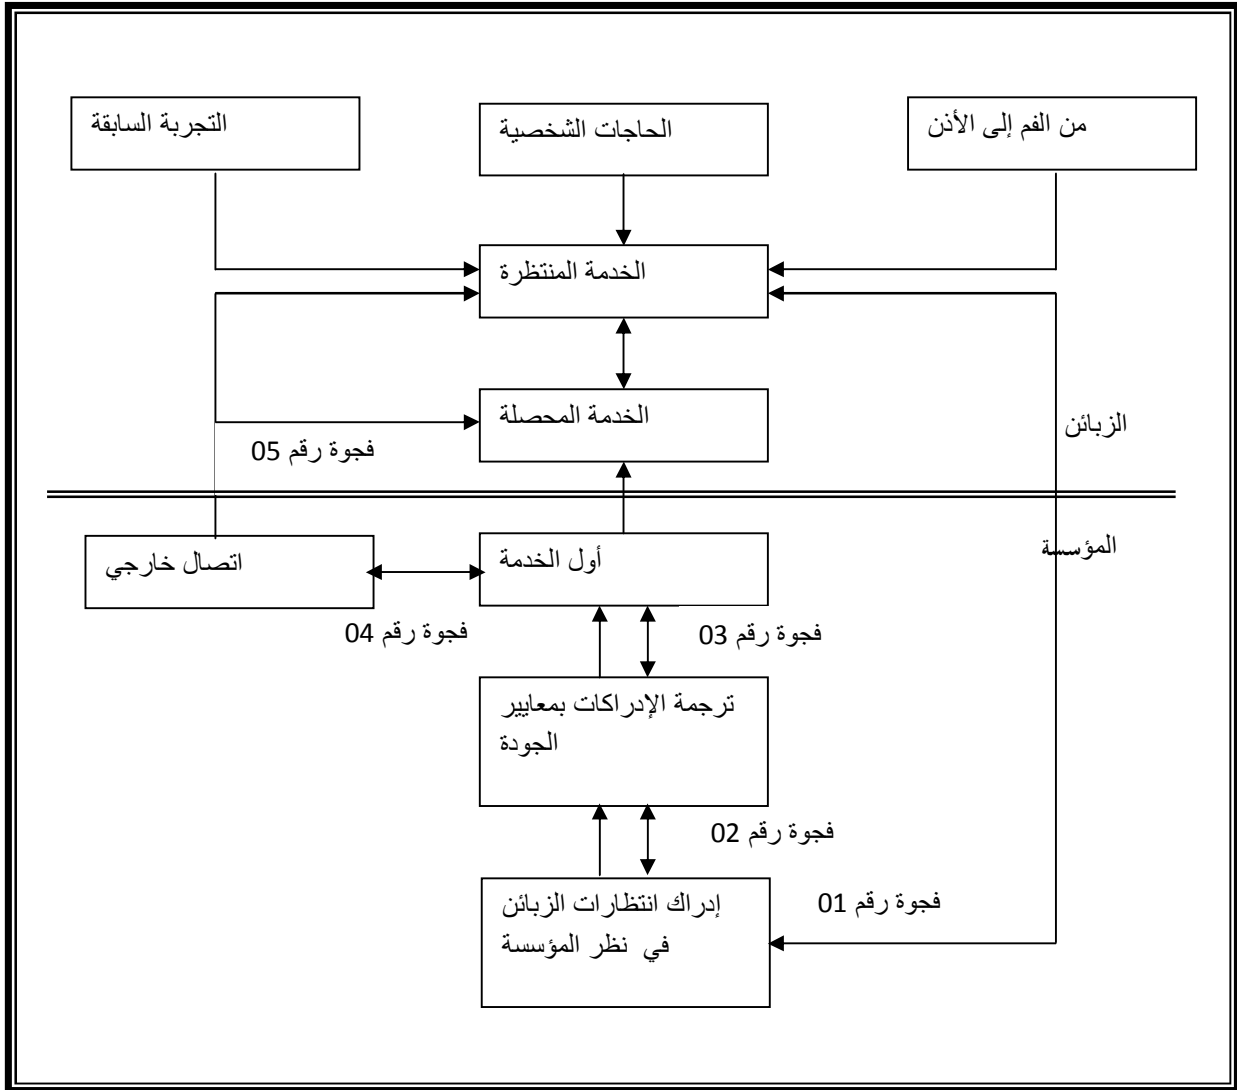 من الفم إلى الأذن
الحاجات الشخصية
التجربة السابقة
الخدمة المنتظرة
الخدمة المحصلة
الزبائن
فجوة رقم 05
المؤسسة
أول الخدمة
اتصال خارجي
فجوة رقم 03
فجوة رقم 04
ترجمة الإدراكات بمعايير
الجودة
فجوة رقم 02
إدراك انتظارات الزبائن
في نظر المؤسسة
فجوة رقم 01